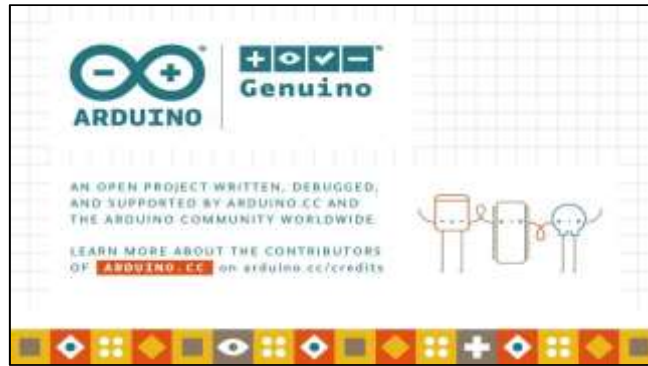 ARDUINO
Genuino
AN OPEN PROJECT WRITTEN, DEBUGGED,
AND SUPPORTED BY ARDUINO.CC AND
THE ARDUINO COMMUNITY WORLDWIDE
LEARN MORE ABOUT THE CONTRIBUTORS
OF ARDUINO.CC on arduino.cc/credits